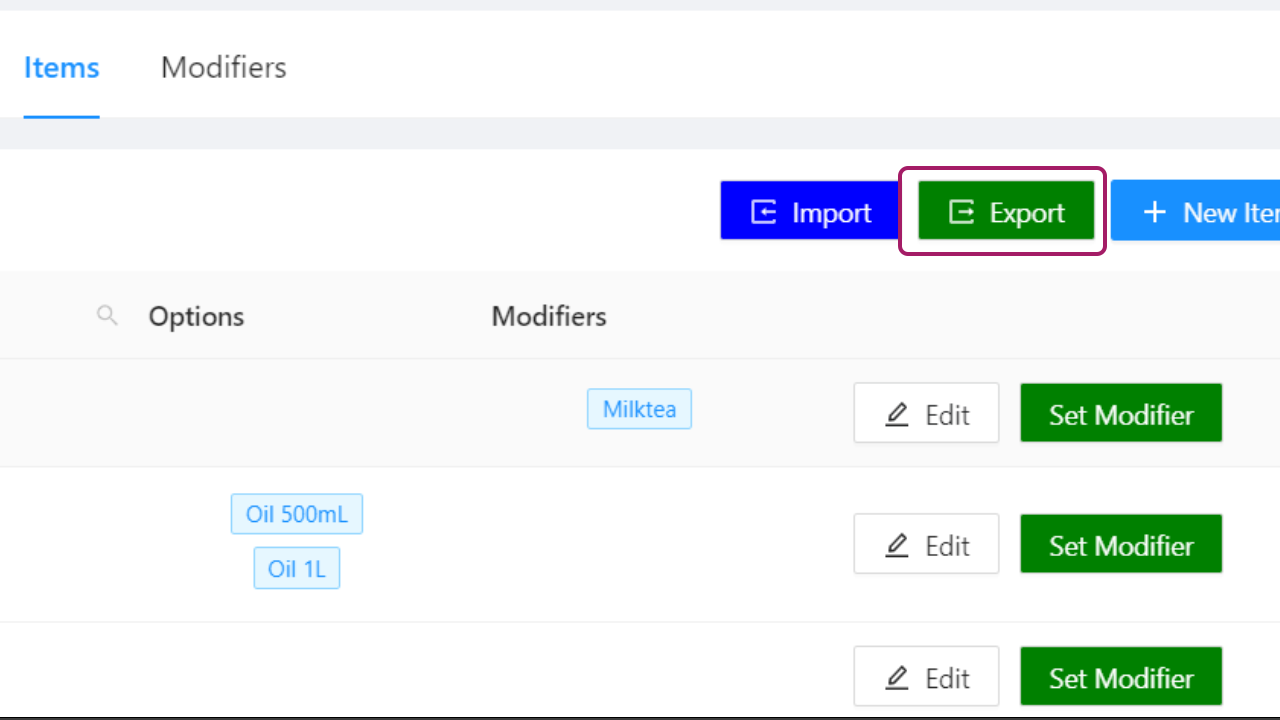 Items Modifiers
Import Export + New Iter
Options Modifiers
Milktea Edit Set Modifier
Oil 500mL
Oil 1L
Edit Set Modifier
Edit Set Modifier